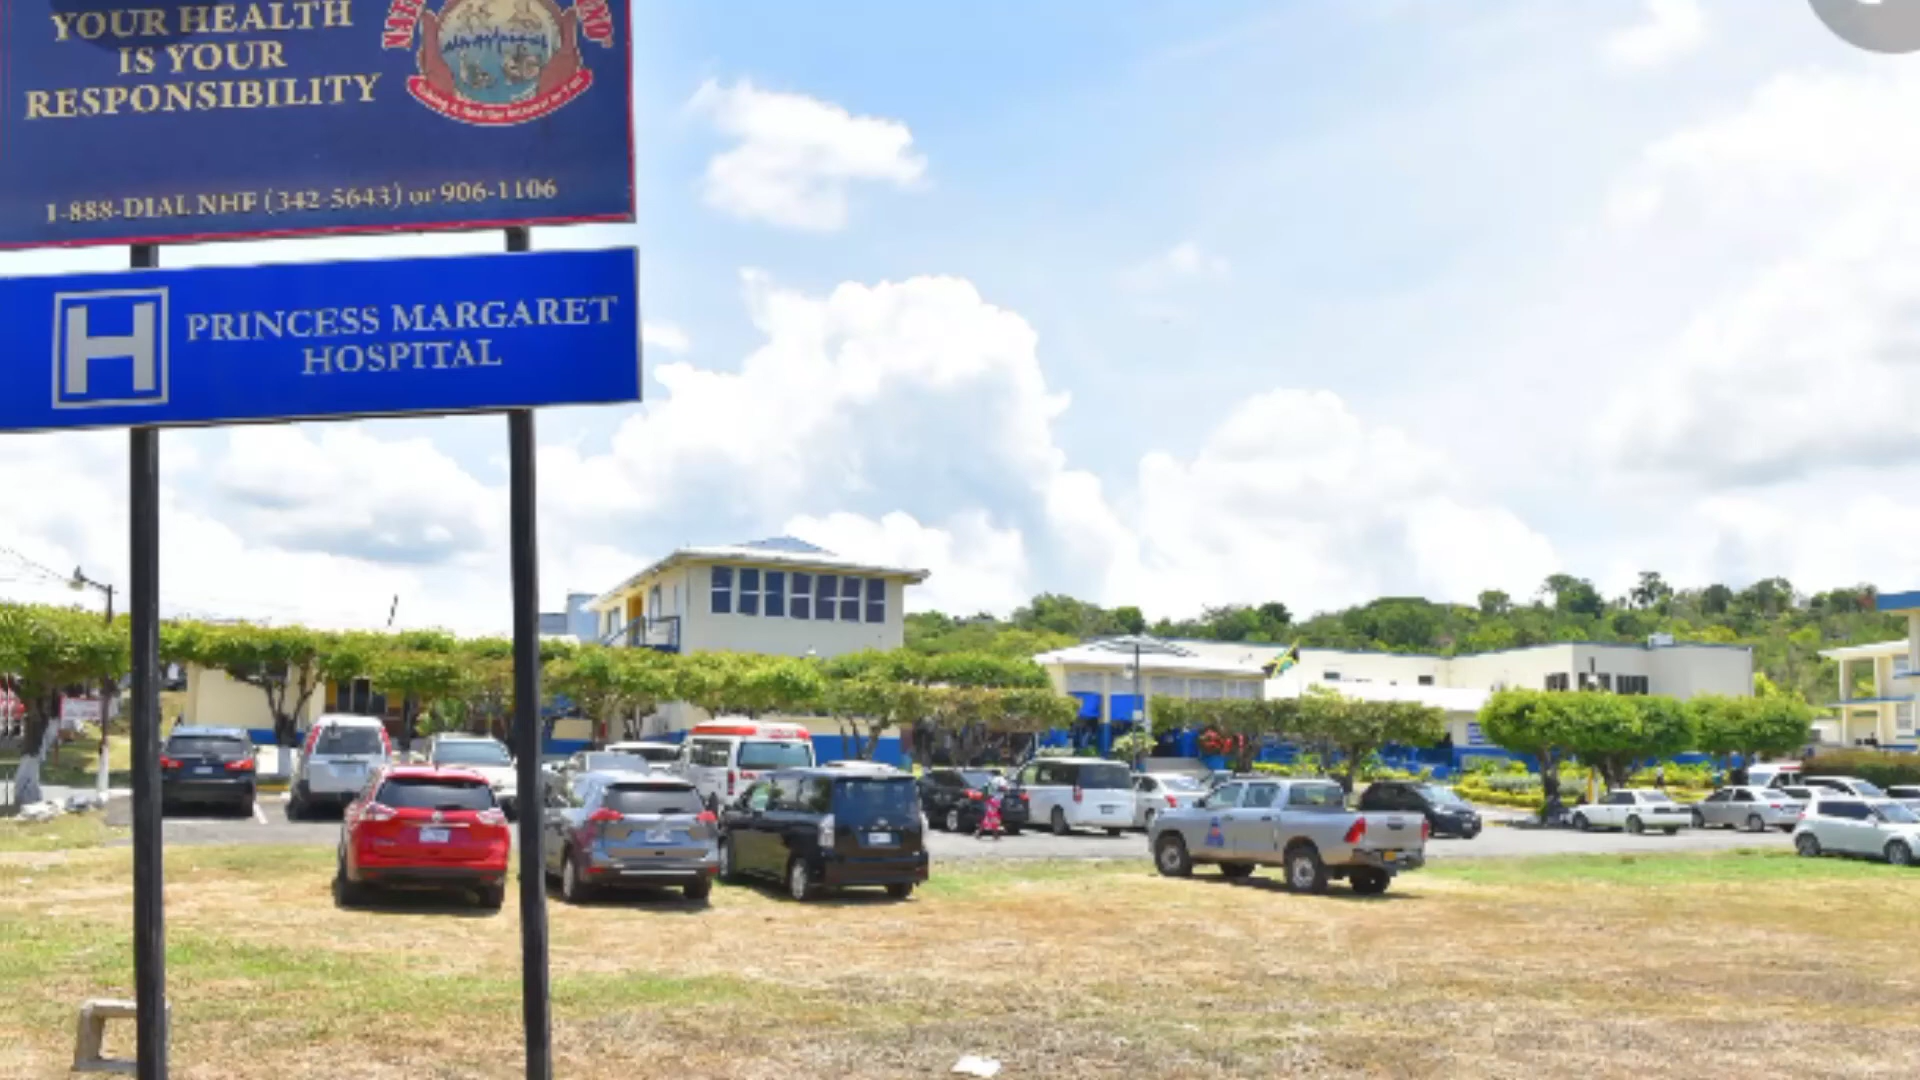 YOUR HEALTH
IS YOUR
RESPONSIBILITY
1-888-DIAL NHF (342-5643) or 906-1106
H
PRINCESS MARGARET
HOSPITAL